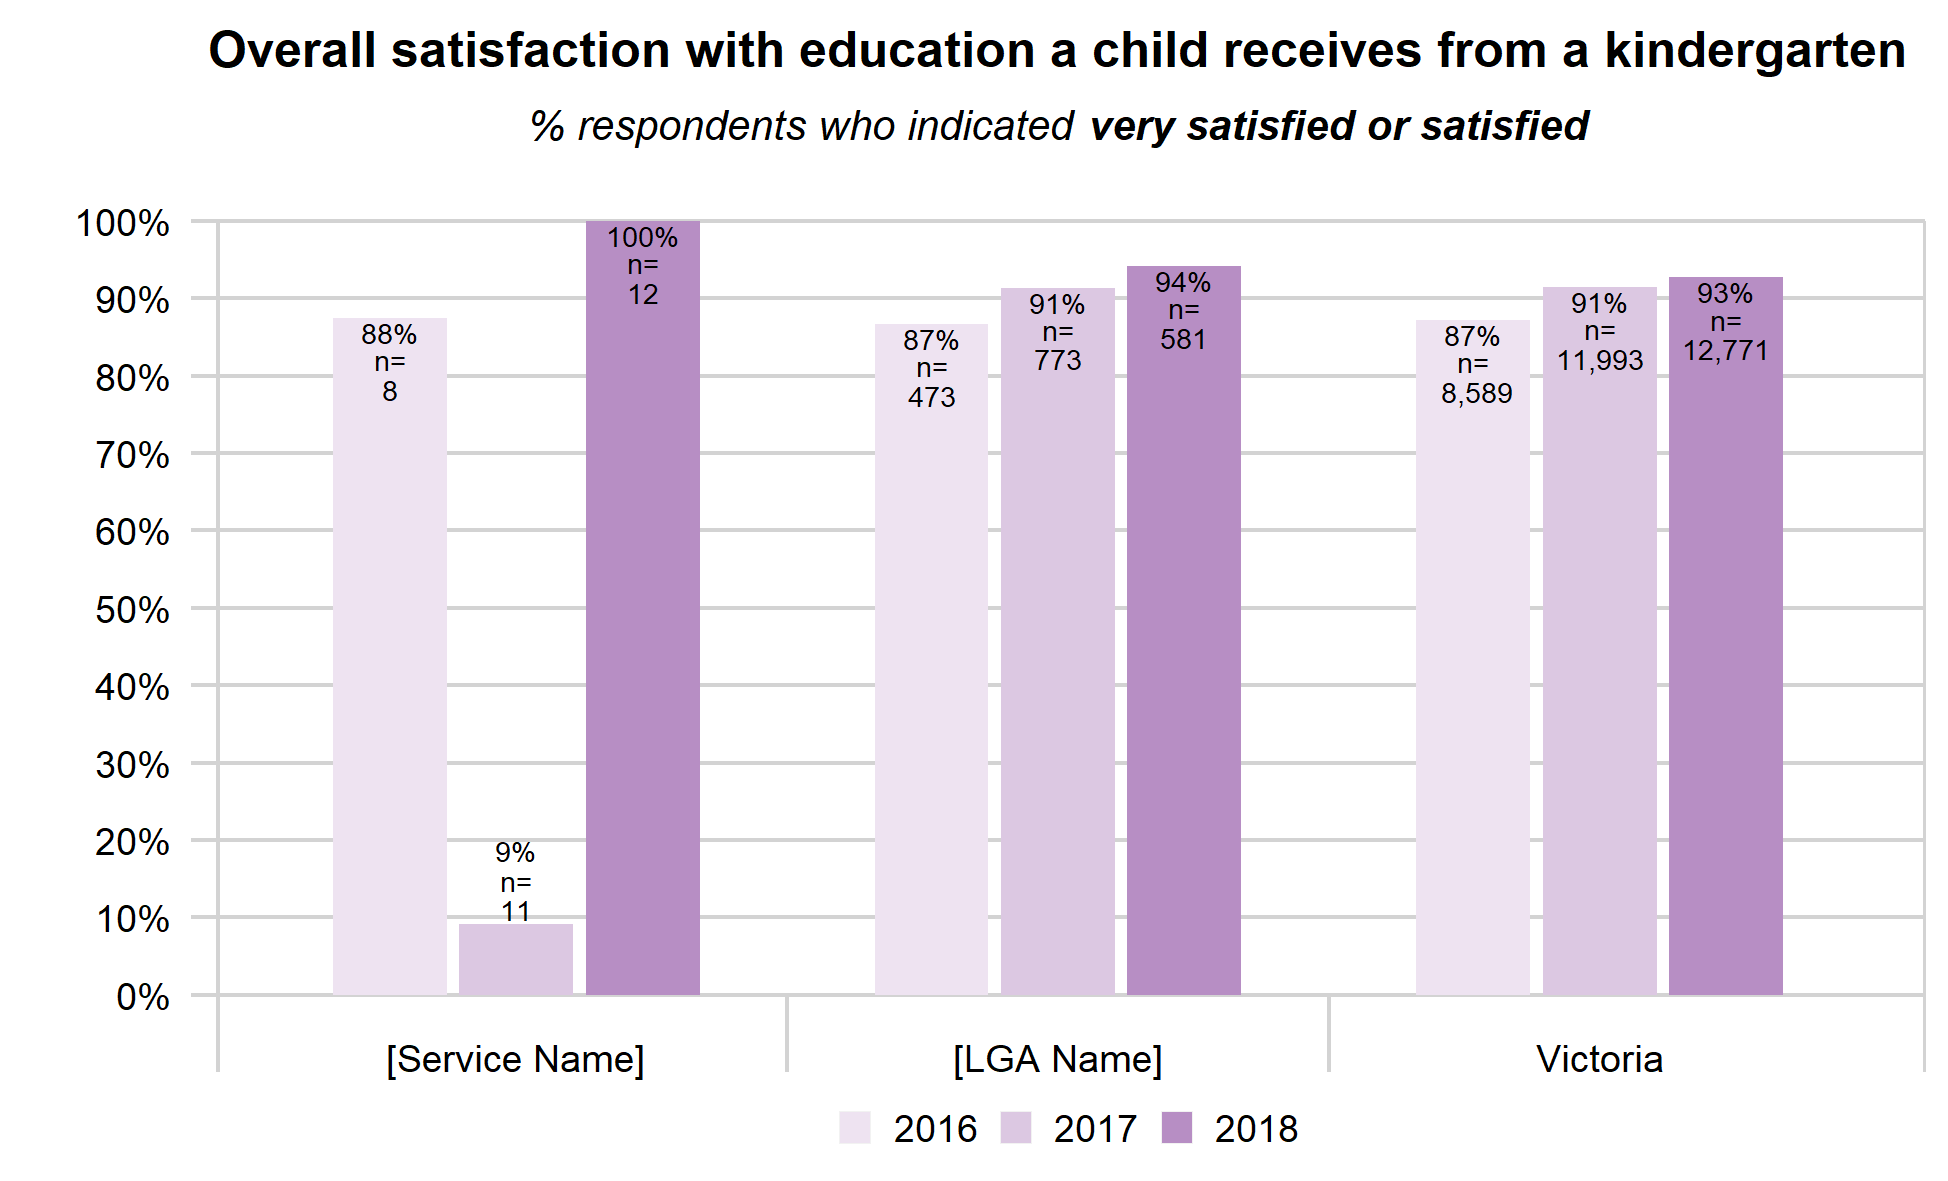 Overall satisfaction with education a child receives from a kindergarten
% respondents who indicated very satisfied or satisfied
100%
90%
80%
70%
60%
50%
40%
30%
20%
10%
0%
88%
n=
8
9%
n=
11
100%
n=
12
87%
n=
473
91%
n=
773
94%
n=
581
87%
n=
8,589
91%
n=
11,993
93%
n=
12,771
[Service Name]
[LGA Name]
Victoria
2016
2017
2018